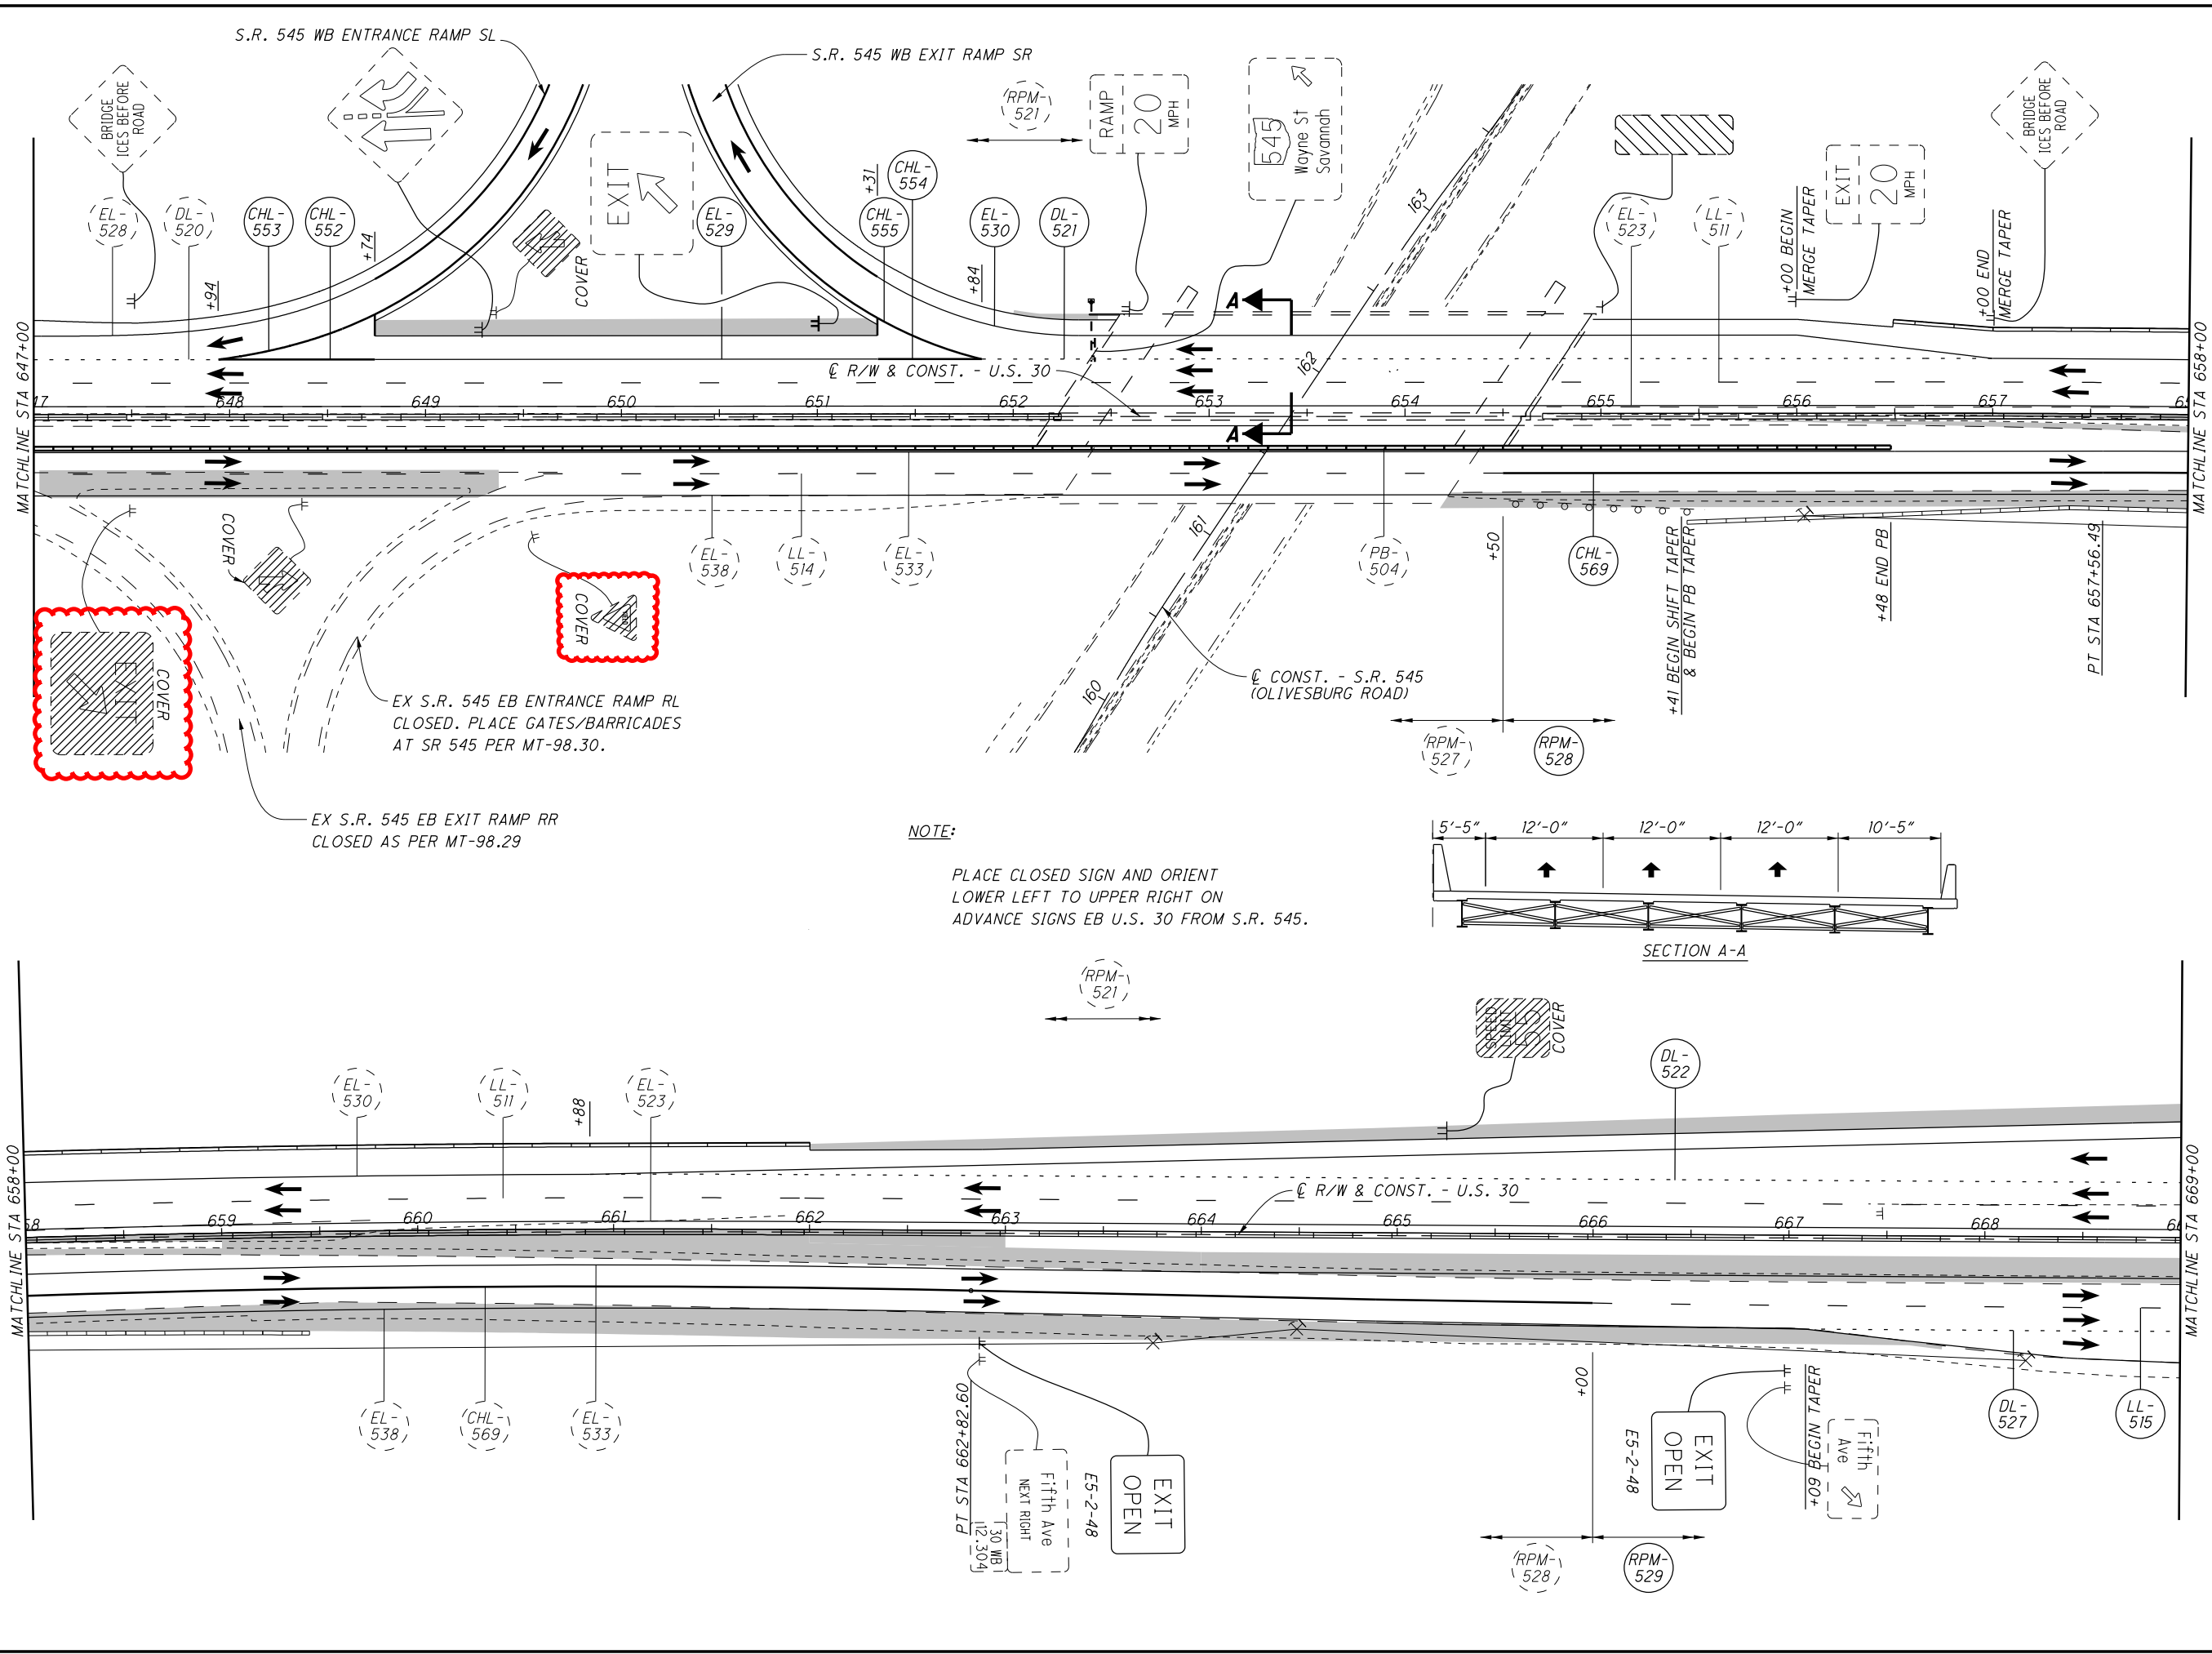 S.R. 545 WB ENTRANCE RAMP SL
S.R. 545 WB EXIT RAMP SR
BRIDGE
ICES BEFORE
ROAD
EXIT
RPM-
521
RAMP
20
MPH
545
Wayne St
Savannah
EXIT
20
MPH
BRIDGE
ICES BEFORE
ROAD
EL-
528
DL-
520
CHL-
553
CHL-
552
+94
+74
COVER
EL-
529
+31
CHL-
554
CHL-
555
EL-
530
+84
DL-
521
163
162
161
160
EL-
523
LL-
511
+00 BEGIN
MERGE TAPER
+00 END
MERGE TAPER
A
A
℄ R/W & CONST. - U.S. 30
MATCHLINE STA 647+00
MATCHLINE STA 658+00
17
648
649
650
651
652
653
654
655
656
657
COVER
COVER
EXIT
COVER
EL-
538
LL-
514
EL-
533
PB-
504
+50
CHL-
569
+41 BEGIN SHIFT TAPER
& BEGIN PB TAPER
+48 END PB
PT STA 657+56.49
EX S.R. 545 EB ENTRANCE RAMP RL
CLOSED. PLACE GATES/BARRICADES
AT SR 545 PER MT-98.30.
EX S.R. 545 EB EXIT RAMP RR
CLOSED AS PER MT-98.29
℄ CONST. - S.R. 545
(OLIVESBURG ROAD)
RPM-
527
RPM-
528
NOTE:
PLACE CLOSED SIGN AND ORIENT
LOWER LEFT TO UPPER RIGHT ON
ADVANCE SIGNS EB U.S. 30 FROM S.R. 545.
5'-5"
12'-0"
12'-0"
12'-0"
10'-5"
SECTION A-A
RPM-
521
SPEED
LIMIT
55
COVER
DL-
522
EL-
530
LL-
511
+88
EL-
523
℄ R/W & CONST. - U.S. 30
MATCHLINE STA 658+00
MATCHLINE STA 669+00
58
659
660
661
662
663
664
665
666
667
668
EL-
538
CHL-
569
EL-
533
PT STA 662+82.60
Fifth Ave
NEXT RIGHT
30 WB
12.304
E5-2-48
EXIT
OPEN
+00
E5-2-48
EXIT
OPEN
+09 BEGIN TAPER
Fifth
Ave
DL-
527
LL-
515
RPM-
528
RPM-
529